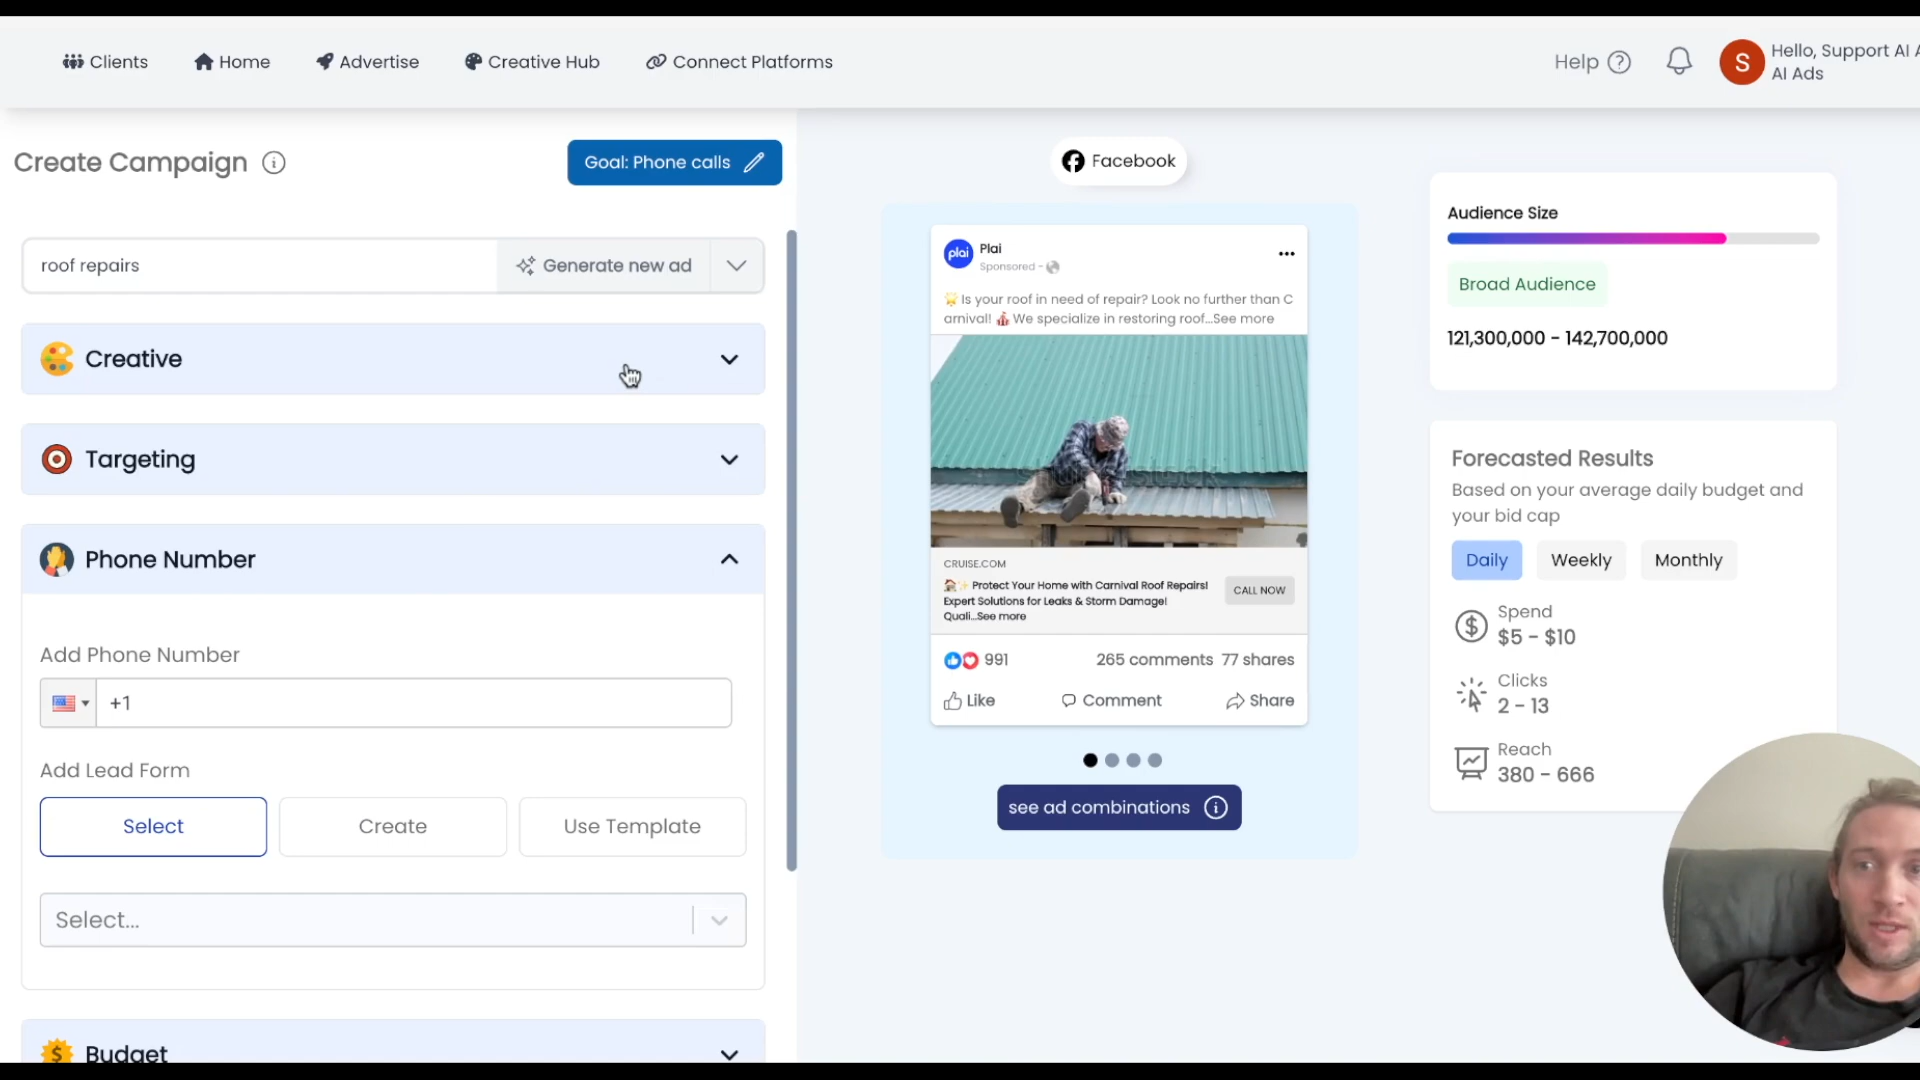 Clients
Home
Advertise
Creative Hub
Connect Platforms
Help
S
Hello, Support AI A
AI Ads
Create Campaign
Goal: Phone calls
roof repairs
Generate new ad
Creative
Targeting
Phone Number
Add Phone Number
+1
Add Lead Form
Select
Create
Use Template
Select...
Budget
Facebook
plai
Plai
Sponsored -
Is your roof in need of repair? Look no further than C
arnival! We specialize in restoring roof...See more
CRUISE.COM
Protect Your Home with Carnival Roof Repairs!
Expert Solutions for Leaks & Storm Damage!
Quali...See more
CALL NOW
991
265 comments 77 shares
Like
Comment
Share
see ad combinations
Audience Size
Broad Audience
121,300,000 - 142,700,000
Forecasted Results
Based on your average daily budget and
your bid cap
Daily
Weekly
Monthly
Spend
$5 - $10
Clicks
2 - 13
Reach
380 - 666